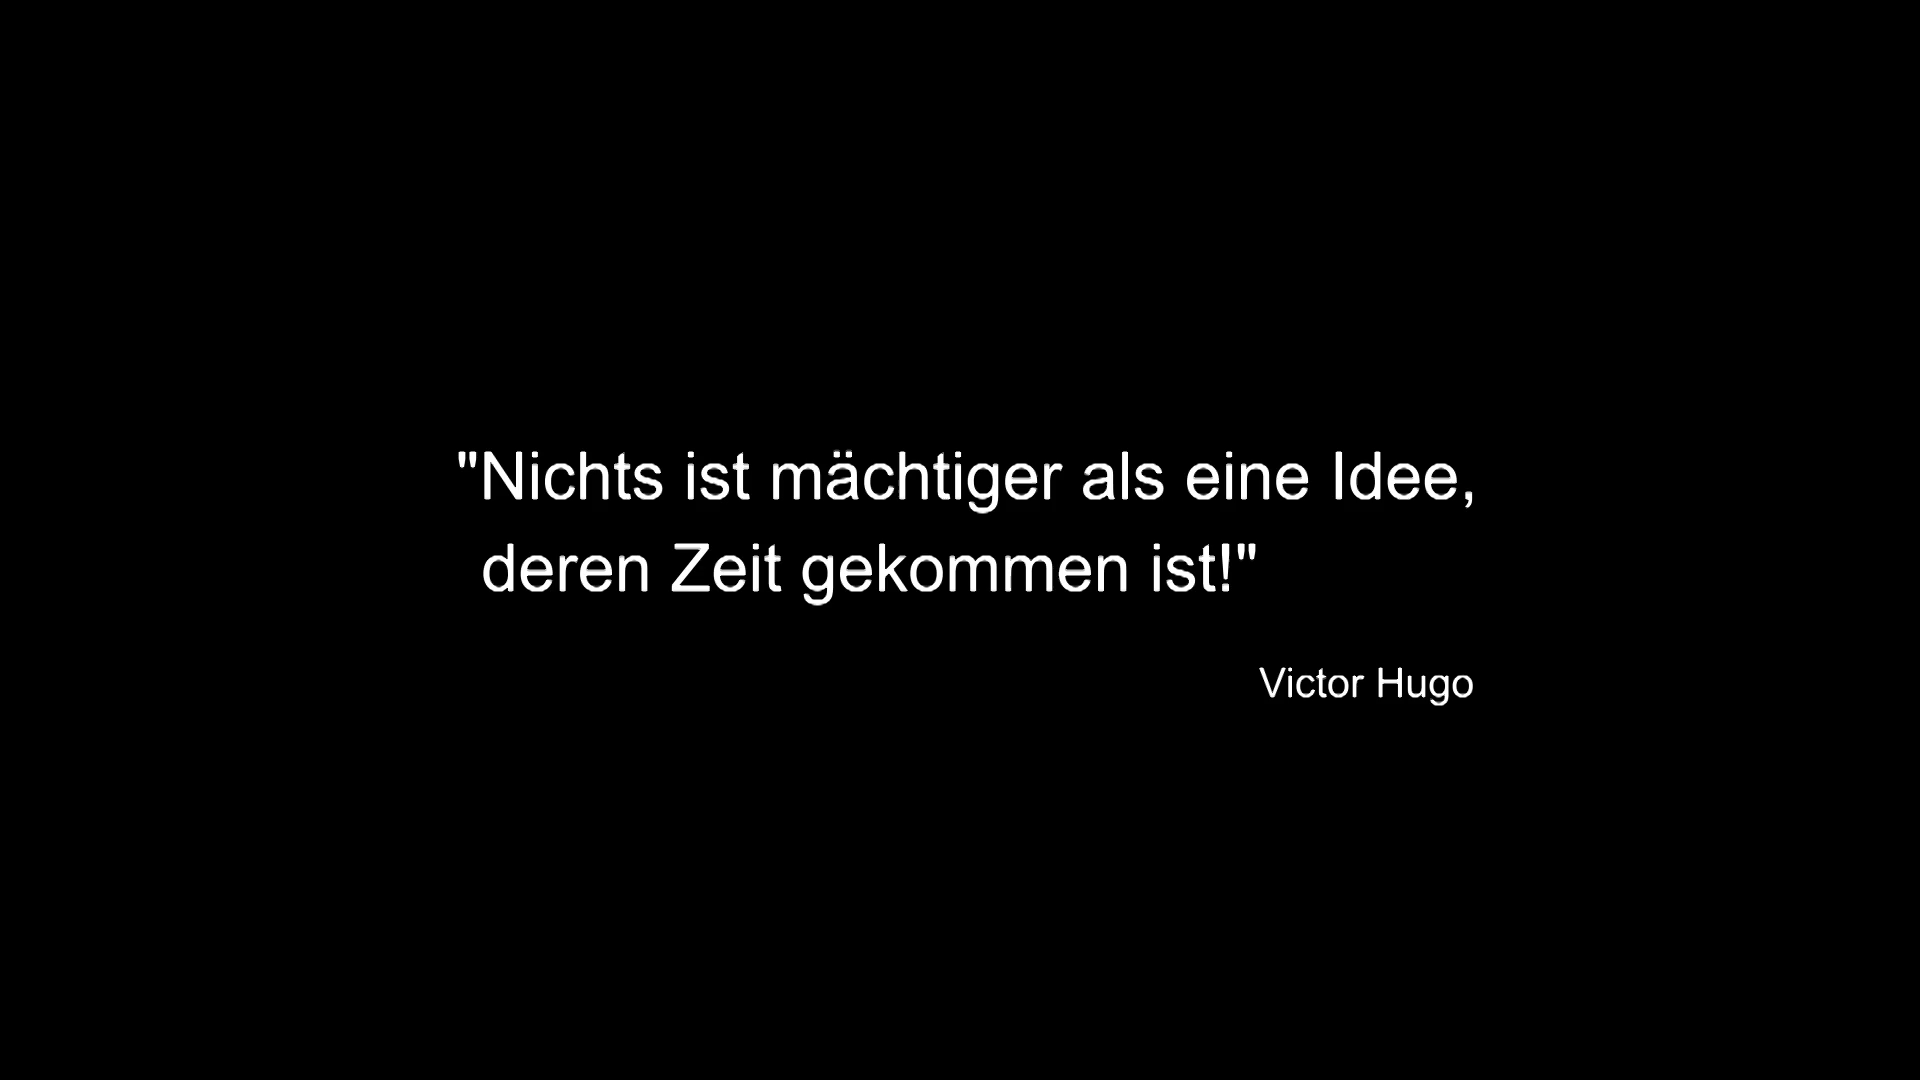 "Nichts ist mächtiger als eine Idee,
deren Zeit gekommen ist!"
Victor Hugo